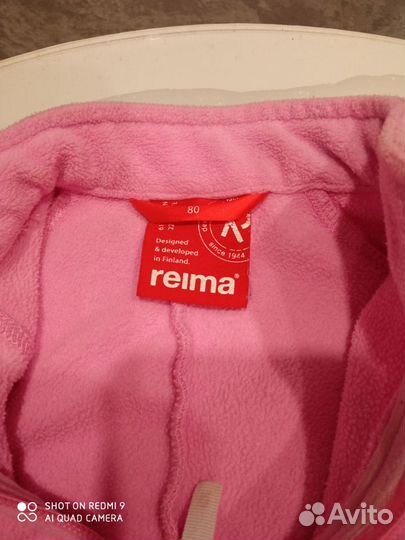 80
Designed
& developed
in Finland.
since 1944
reima®
SHOT ON REDMI 9
AI QUAD CAMERA
Avito